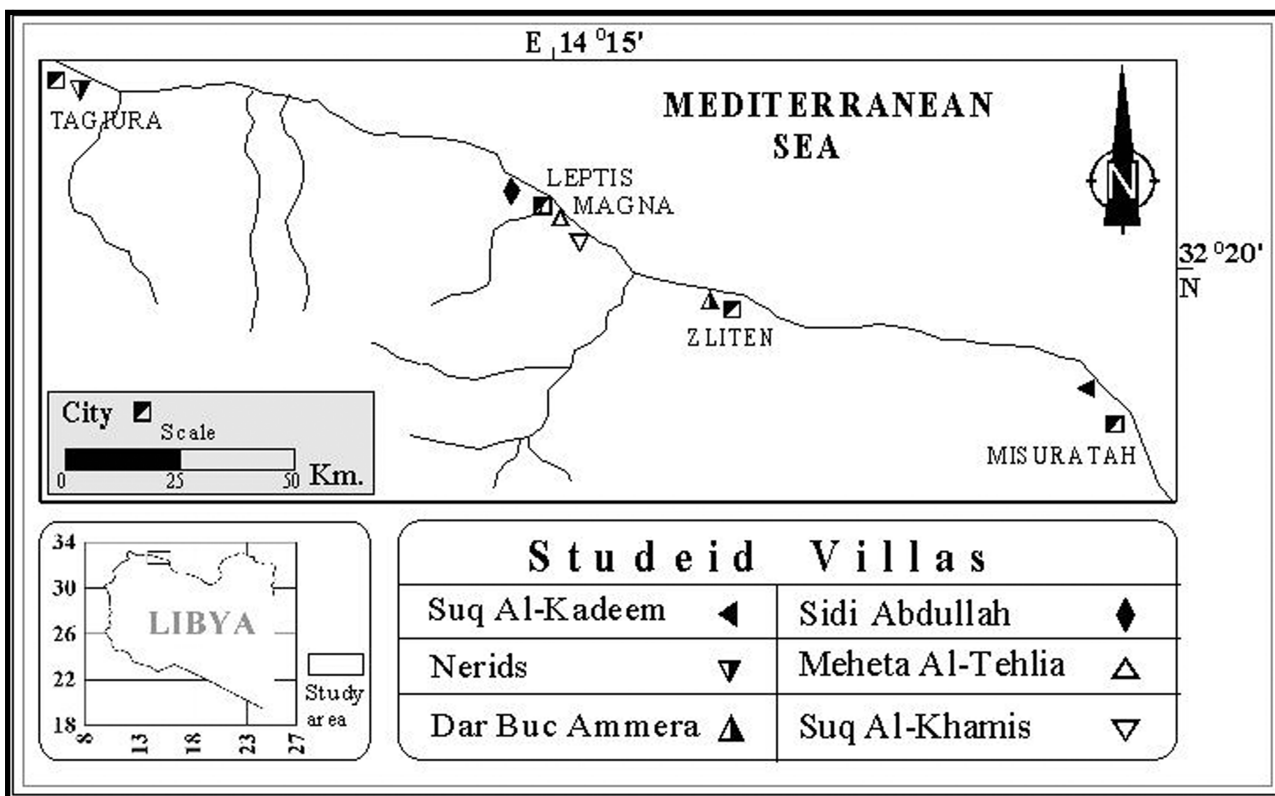 E 14 º15'
TAGIURA
MEDITERRANEAN
SEA
N
LEPTIS
MAGNA
32 º20'
N
ZLITEN
MISURATAH
City
Scale
0 25 50 Km.
34
30
26
22
18
8 13 18 23 27
LIBYA
Study
area
Studeid Villas
Suq Al-Kadeem
Sidi Abdullah
Nerids
Meheta Al-Tehlia
Dar Buc Ammera
Suq Al-Khamis